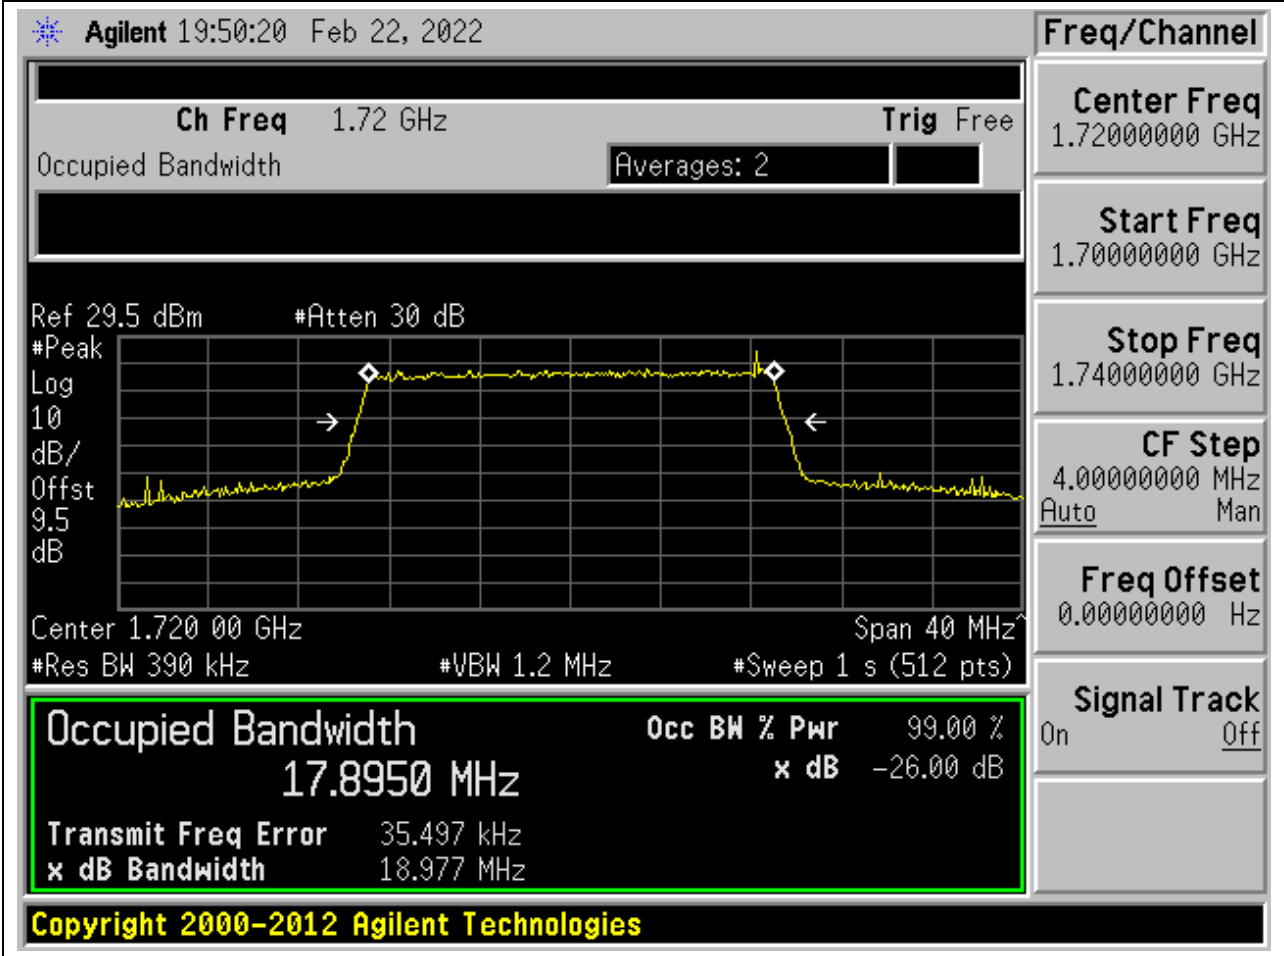 Agilent 19:50:20 Feb 22, 2022
Freq/Channel
Ch Freq 1.72 GHz Trig Free
Occupied Bandwidth Averages: 2
Center Freq
1.72000000 GHz
Start Freq
1.70000000 GHz
Stop Freq
1.74000000 GHz
CF Step
4.00000000 MHz
Auto Man
Freq Offset
0.00000000 Hz
Signal Track
On Off
Ref 29.5 dBm #Atten 30 dB
#Peak
Log
10
dB/
Offst
9.5
dB
Center 1.720 00 GHz Span 40 MHz^
#Res BW 390 kHz #VBW 1.2 MHz #Sweep 1 s (512 pts)
Occupied Bandwidth Occ BW % Pwr 99.00 %
17.8950 MHz x dB -26.00 dB
Transmit Freq Error 35.497 kHz
x dB Bandwidth 18.977 MHz
Copyright 2000-2012 Agilent Technologies